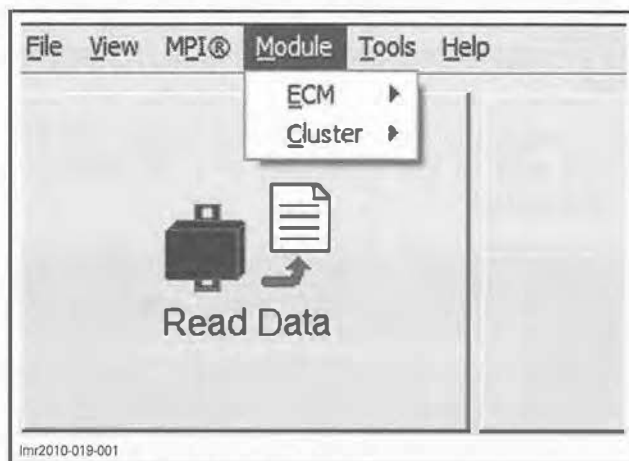 File View MPI® Module Tools Help
ECM
Cluster
Read Data
lmr2010-019-001